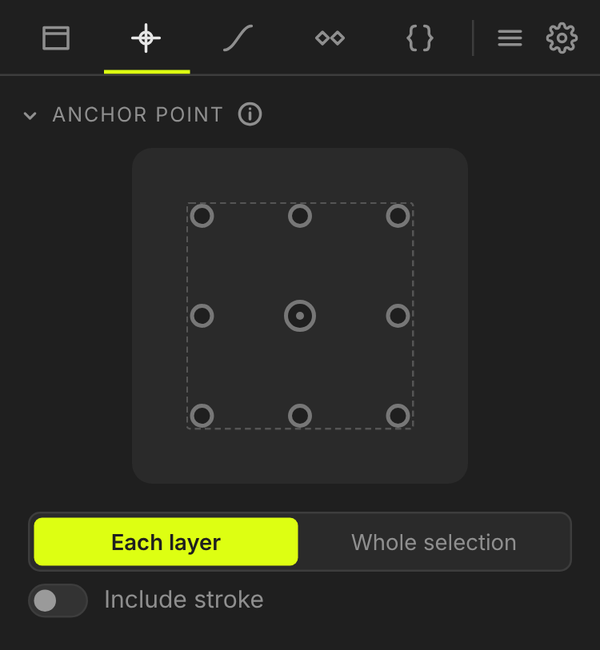 ANCHOR POINT
Each layer
Whole selection
Include stroke